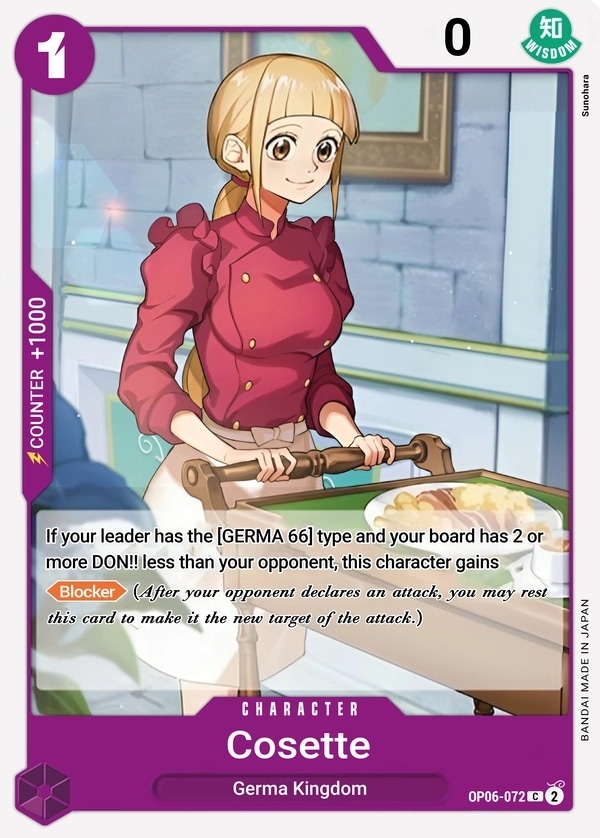 1
0
知
WISDOM
Sunohara
COUNTER +1000
If your leader has the [GERMA 66] type and your board has 2 or
more DON!! less than your opponent, this character gains
Blocker (After your opponent declares an attack, you may rest
this card to make it the new target of the attack.)
BANDAI MADE IN JAPAN
CHARACTER
Cosette
Germa Kingdom
OP06-072 C 2